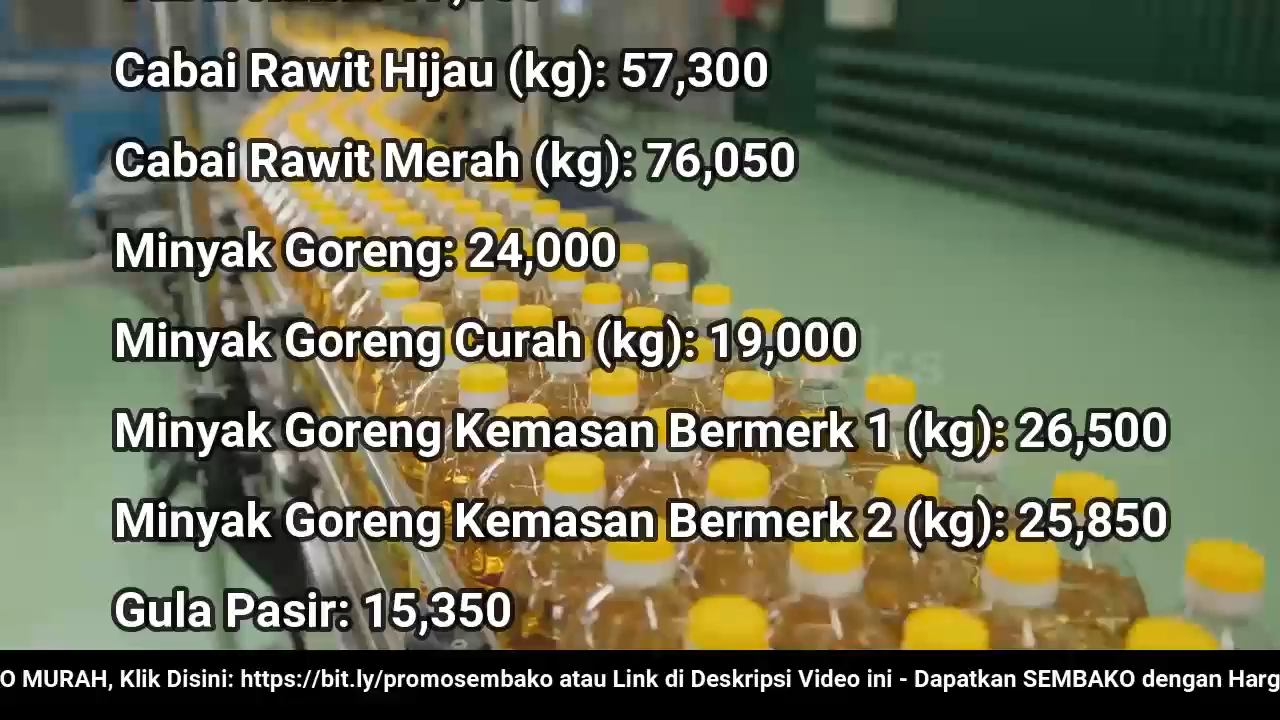 Cabai Rawit Hijau (kg): 57,300
Cabai Rawit Merah (kg): 76,050
Minyak Goreng: 24,000
Minyak Goreng Curah (kg): 19,000
Minyak Goreng Kemasan Bermerk 1 (kg): 26,500
Minyak Goreng Kemasan Bermerk 2 (kg): 25,850
Gula Pasir: 15,350
O MURAH, Klik Disini: https://bit.ly/promosembako atau Link di Deskripsi Video ini - Dapatkan SEMBAKO dengan Harg